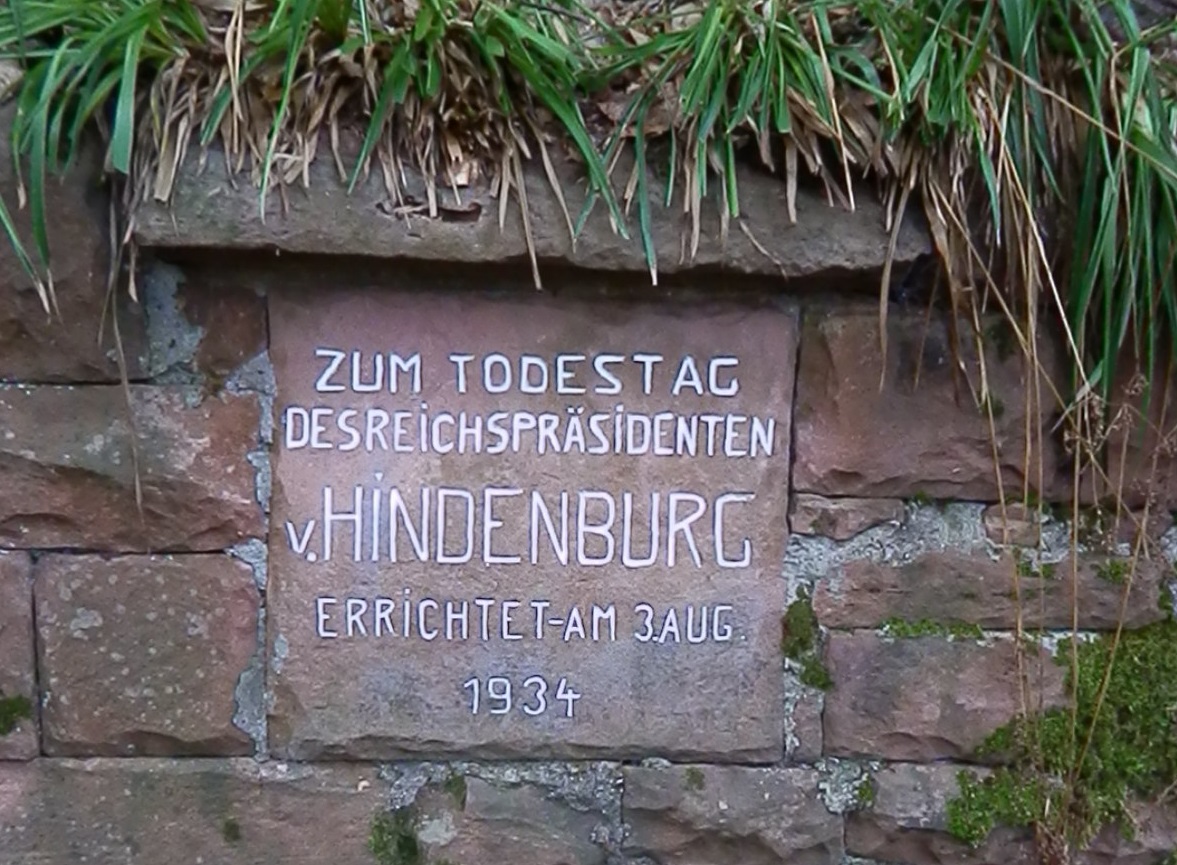 ZUM TODESTAG
DESREICHSPRÄSIDENTEN
v. HINDENBURG
ERRICHTET-AM 3.AUG.
1934